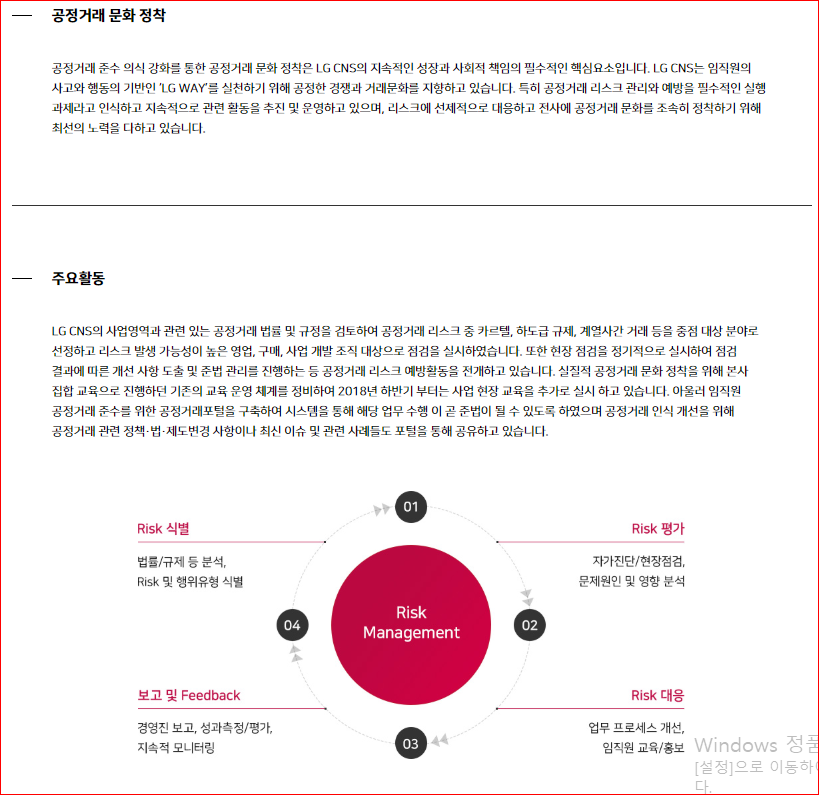 공정거래 문화 정착
공정거래 준수 의식 강화를 통한 공정거래 문화 정착은 LG CNS의 지속적인 성장과 사회적 책임의 필수적인 핵심요소입니다. LG CNS는 임직원의
사고와 행동의 기반인 ‘LG WAY’를 실천하기 위해 공정한 경쟁과 거래문화를 지향하고 있습니다. 특히 공정거래 리스크 관리와 예방을 필수적인 실행
과제라고 인식하고 지속적으로 관련 활동을 추진 및 운영하고 있으며, 리스크에 선제적으로 대응하고 전사에 공정거래 문화를 조속히 정착하기 위해
최선의 노력을 다하고 있습니다.
주요활동
LG CNS의 사업영역과 관련 있는 공정거래 법률 및 규정을 검토하여 공정거래 리스크 중 카르텔, 하도급 규제, 계열사간 거래 등을 중점 대상 분야로
선정하고 리스크 발생 가능성이 높은 영업, 구매, 사업 개발 조직 대상으로 점검을 실시하였습니다. 또한 현장 점검을 정기적으로 실시하여 점검
결과에 따른 개선 사항 도출 및 준법 관리를 진행하는 등 공정거래 리스크 예방활동을 전개하고 있습니다. 실질적 공정거래 문화 정착을 위해 본사
집합 교육으로 진행하던 기존의 교육 운영 체계를 정비하여 2018년 하반기 부터는 사업 현장 교육을 추가로 실시 하고 있습니다. 아울러 임직원
공정거래 준수를 위한 공정거래포털을 구축하여 시스템을 통해 해당 업무 수행 이 곧 준법이 될 수 있도록 하였으며 공정거래 인식 개선을 위해
공정거래 관련 정책·법·제도변경 사항이나 최신 이슈 및 관련 사례들도 포털을 통해 공유하고 있습니다.
01
Risk 식별
법률/규제 등 분석,
Risk 및 행위유형 식별
Risk 평가
자가진단/현장점검,
문제원인 및 영향 분석
Risk
Management
04
02
보고 및 Feedback
경영진 보고, 성과측정/평가,
지속적 모니터링
Risk 대응
업무 프로세스 개선,
임직원 교육/홍보
03
Windows 정품
[설정]으로 이동하여
다.